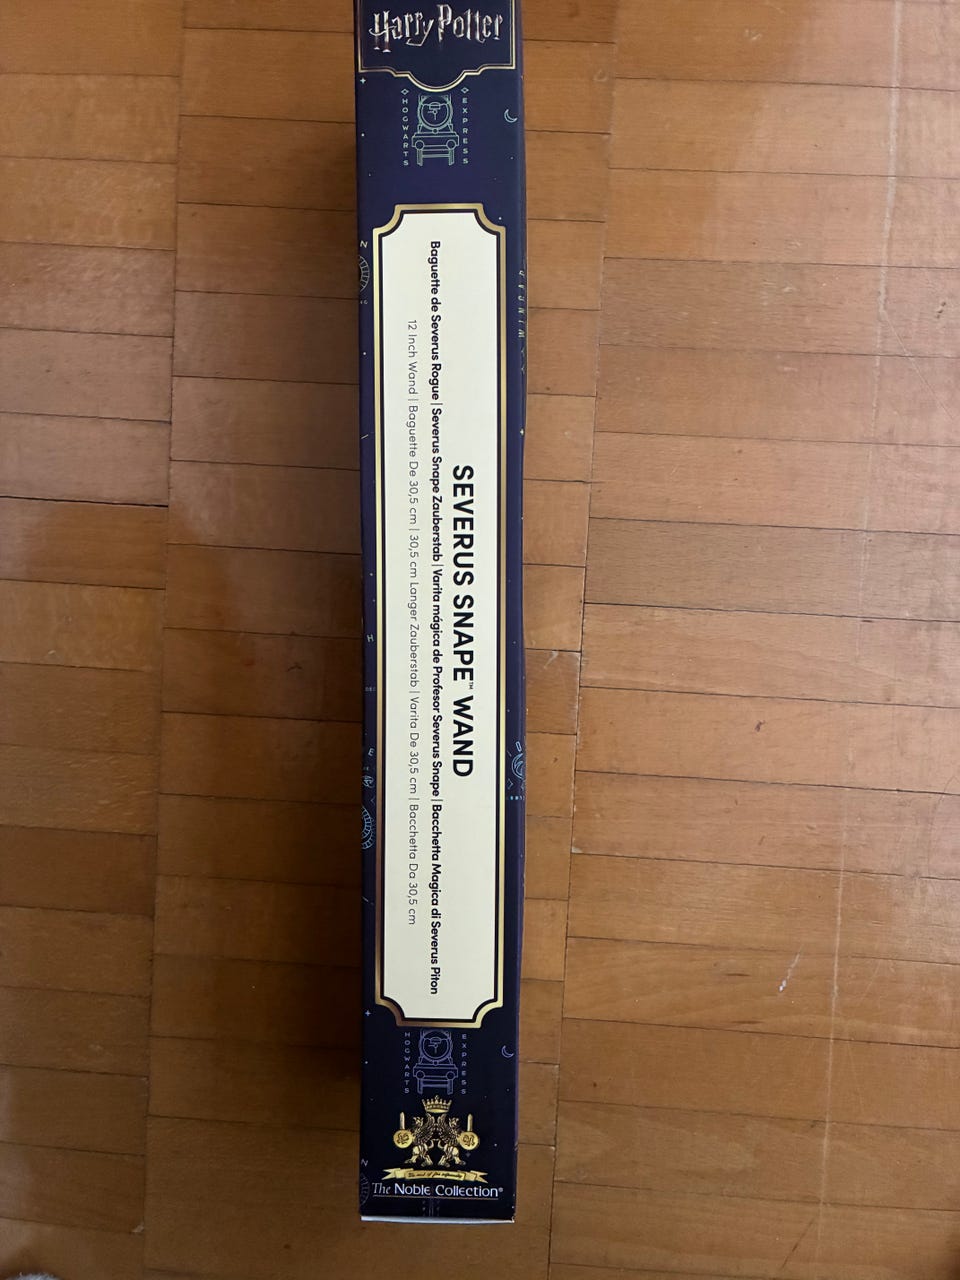 Harry Potter
HOGWARTS EXPRESS
SEVERUS SNAPE™ WAND
Baguette de Severus Rogue | Severus Snape Zauberstab | Varita mágica de Profesor Severus Snape | Bacchetta Magica di Severus Piton
12 Inch Wand | Baguette De 30,5 cm | 30,5 cm Langer Zauberstab | Varita De 30,5 cm | Bacchetta Da 30,5 cm
HOGWARTS EXPRESS
The Noble Collection®